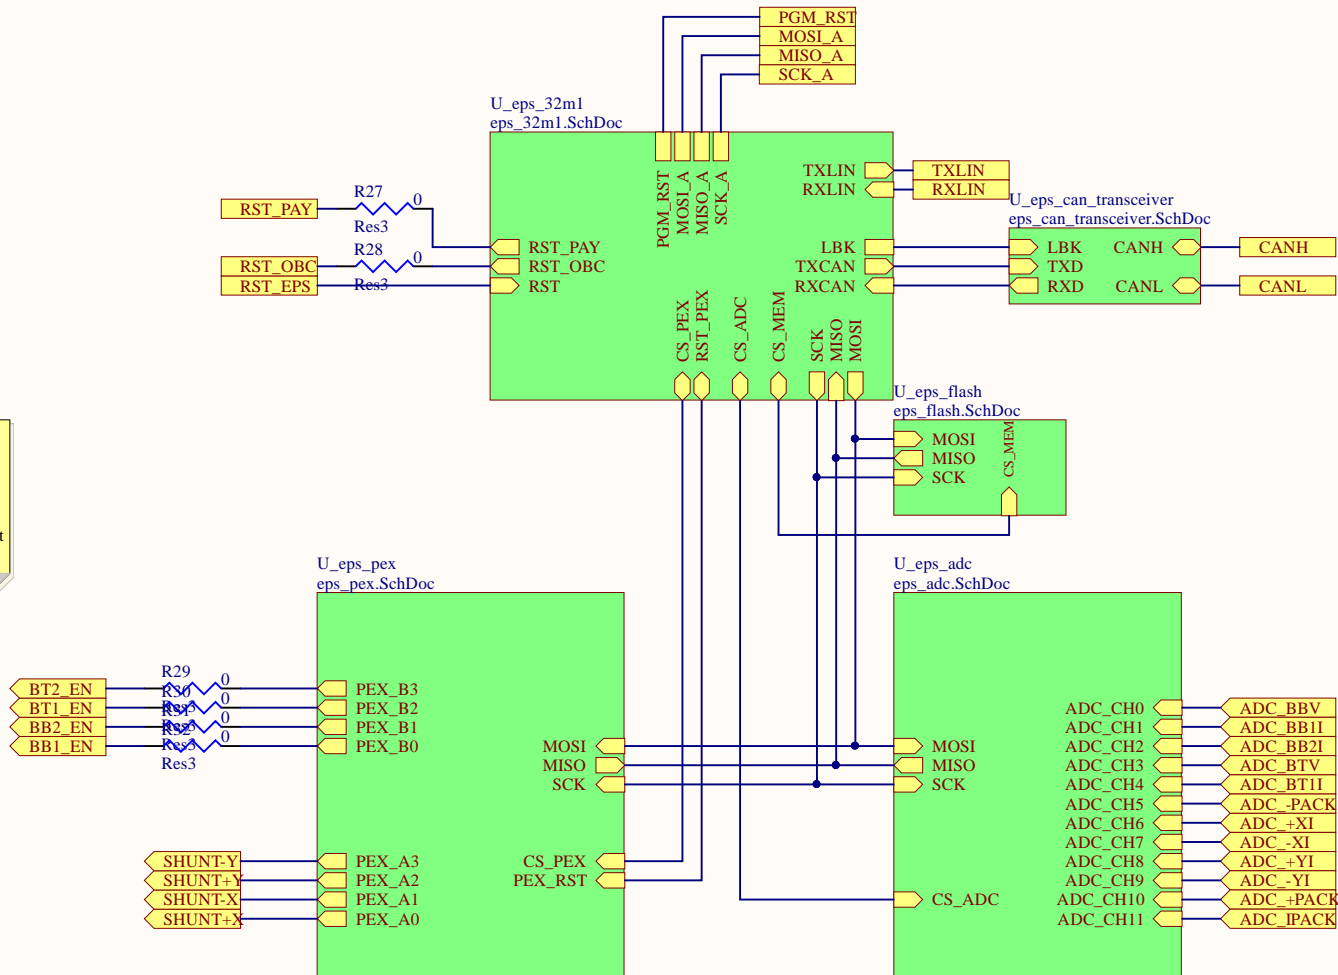 PGM_RST
MOSI_A
MISO_A
SCK_A
U_eps_32m1
eps_32m1.SchDoc
PGM_RST
MOSI_A
MISO_A
SCK_A
TXLIN
RXLIN
TXLIN
RXLIN
R27
0
Res3
RST_PAY
RST_PAY
R28
0
Res3
RST_OBC
RST_OBC
RST_EPS
RST
LBK
TXCAN
RXCAN
U_eps_can_transceiver
eps_can_transceiver.SchDoc
LBK
TXD
RXD
CANH
CANL
CANH
CANL
CS_PEX
RST_PEX
CS_ADC
CS_MEM
SCK
MISO
MOSI
U_eps_flash
eps_flash.SchDoc
MOSI
MISO
SCK
CS_MEM
t
U_eps_pex
eps_pex.SchDoc
R29
0
R30
0
Res3
R31
0
Res3
R32
0
Res3
Res3
BT2_EN
BT1_EN
BB2_EN
BB1_EN
PEX_B3
PEX_B2
PEX_B1
PEX_B0
MOSI
MISO
SCK
SHUNT-Y
SHUNT+Y
SHUNT-X
SHUNT+X
PEX_A3
PEX_A2
PEX_A1
PEX_A0
CS_PEX
PEX_RST
U_eps_adc
eps_adc.SchDoc
MOSI
MISO
SCK
CS_ADC
ADC_CH0
ADC_CH1
ADC_CH2
ADC_CH3
ADC_CH4
ADC_CH5
ADC_CH6
ADC_CH7
ADC_CH8
ADC_CH9
ADC_CH10
ADC_CH11
ADC_BBV
ADC_BB1I
ADC_BB2I
ADC_BTV
ADC_BT1I
ADC_-PACK
ADC_+XI
ADC_-XI
ADC_+YI
ADC_-YI
ADC_+PACK
ADC_IPACK